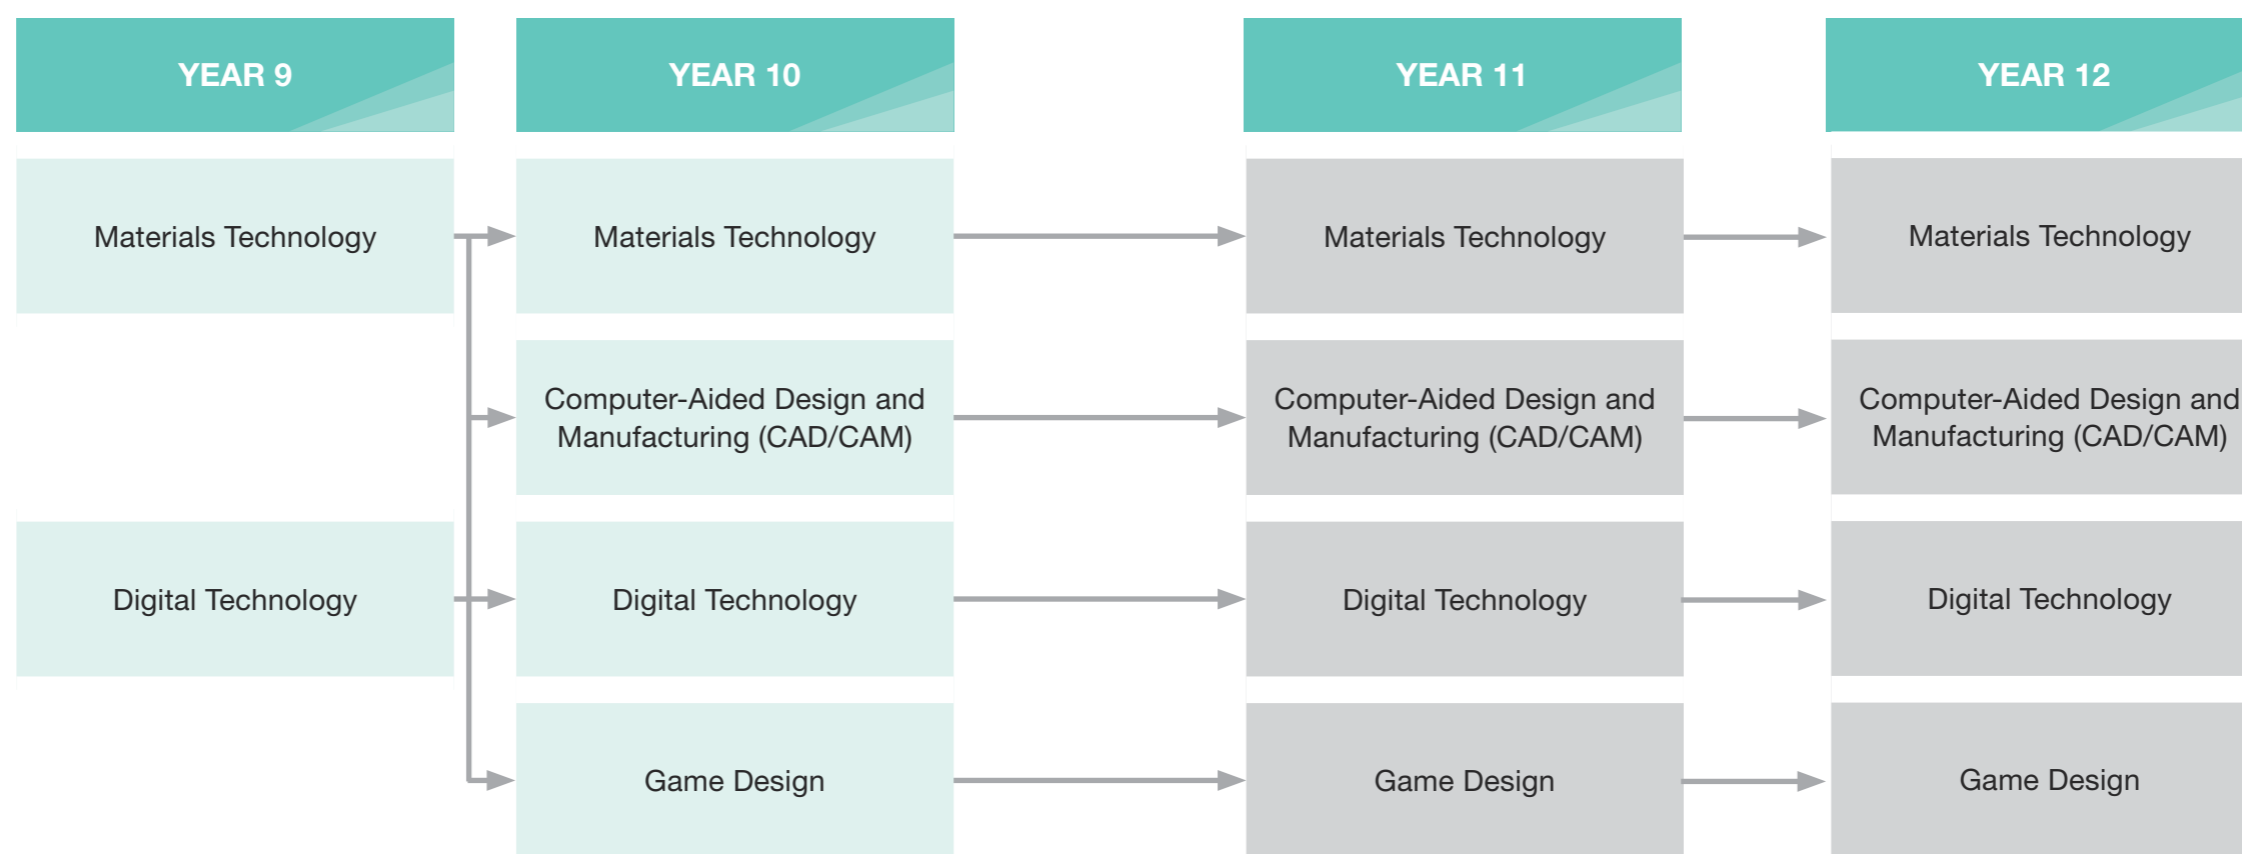 YEAR 9
YEAR 10
YEAR 11
YEAR 12
Materials Technology
Materials Technology
Materials Technology
Materials Technology
Computer-Aided Design and
Manufacturing (CAD/CAM)
Computer-Aided Design and
Manufacturing (CAD/CAM)
Computer-Aided Design and
Manufacturing (CAD/CAM)
Digital Technology
Digital Technology
Digital Technology
Digital Technology
Game Design
Game Design
Game Design